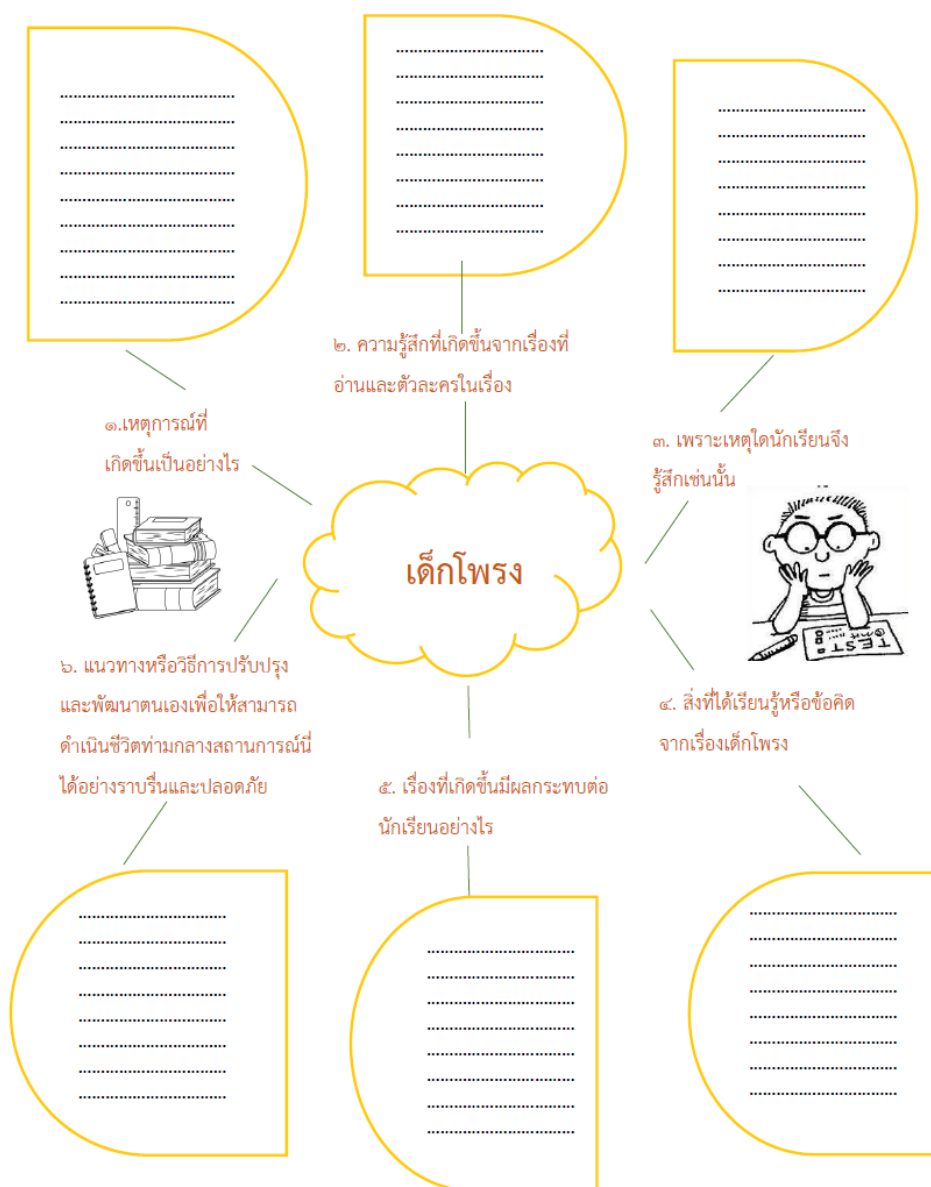 ๒. ความรู้สึกที่เกิดขึ้นจากเรื่องที่
อ่านและตัวละครในเรื่อง
๑.เหตุการณ์ที่
เกิดขึ้นเป็นอย่างไร
๓. เพราะเหตุใดนักเรียนจึง
รู้สึกเช่นนั้น
เด็กโพรง
TEST
๖. แนวทางหรือวิธีการปรับปรุง
และพัฒนาตนเองเพื่อให้สามารถ
ดำเนินชีวิตท่ามกลางสถานการณ์นี่
ได้อย่างราบรื่นและปลอดภัย
๔. สิ่งที่ได้เรียนรู้หรือข้อคิด
จากเรื่องเด็กโพรง
๕. เรื่องที่เกิดขึ้นมีผลกระทบต่อ
นักเรียนอย่างไร